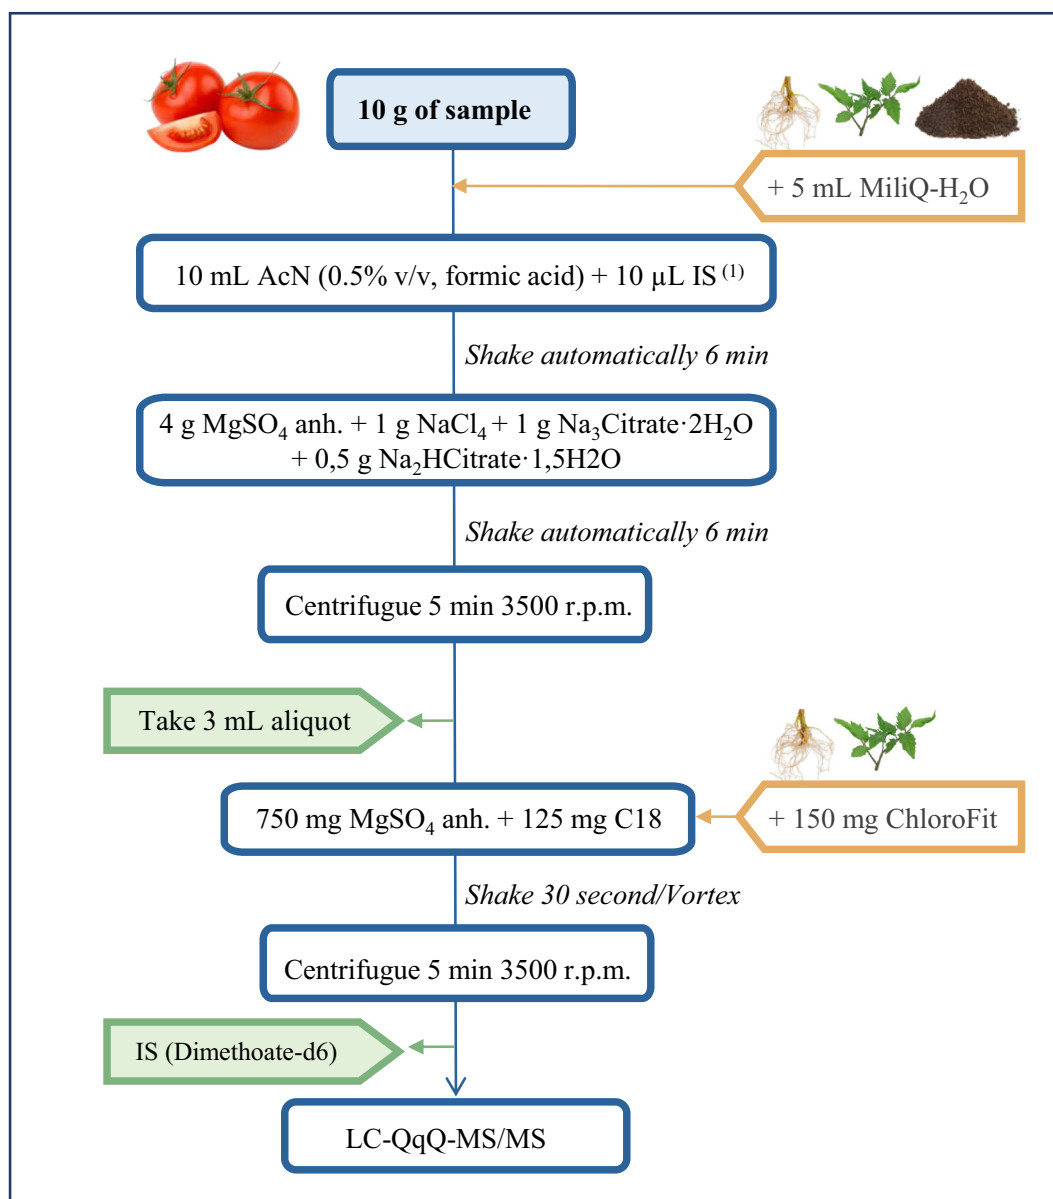 10 g of sample
+ 5 mL MiliQ-H₂O
10 mL AcN (0.5% v/v, formic acid) + 10 µL IS ⁽¹⁾
Shake automatically 6 min
4 g MgSO₄ anh. + 1 g NaCl₄ + 1 g Na₃Citrate·2H₂O
+ 0,5 g Na₂HCitrate·1,5H2O
Shake automatically 6 min
Centrifugue 5 min 3500 r.p.m.
Take 3 mL aliquot
750 mg MgSO₄ anh. + 125 mg C18
+ 150 mg ChloroFit
Shake 30 second/Vortex
Centrifugue 5 min 3500 r.p.m.
IS (Dimethoate-d6)
LC-QqQ-MS/MS